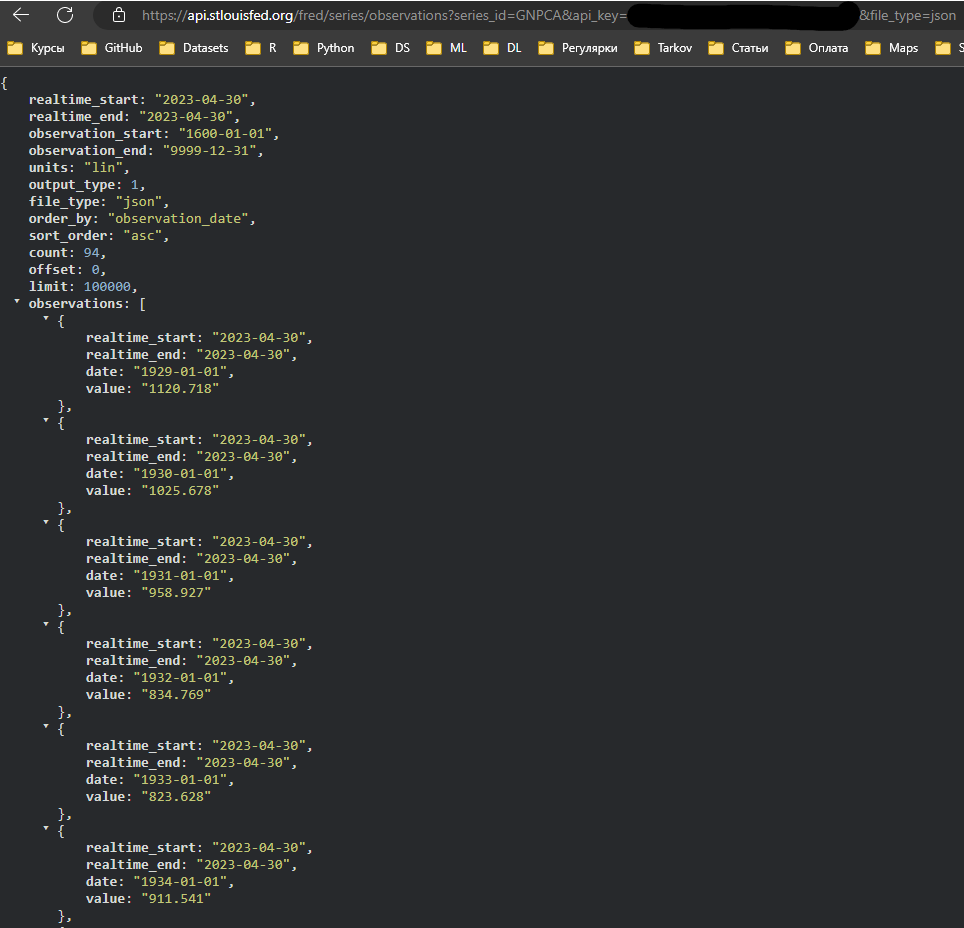 https://api.stlouisfed.org/fred/series/observations?series_id=GNPCA&api_key= &file_type=json
Курсы GitHub Datasets R Python DS ML DL Регулярки Tarkov Статьи Оплата Maps S
{
realtime_start: "2023-04-30",
realtime_end: "2023-04-30",
observation_start: "1600-01-01",
observation_end: "9999-12-31",
units: "lin",
output_type: 1,
file_type: "json",
order_by: "observation_date",
sort_order: "asc",
count: 94,
offset: 0,
limit: 100000,
observations: [
{
realtime_start: "2023-04-30",
realtime_end: "2023-04-30",
date: "1929-01-01",
value: "1120.718"
},
{
realtime_start: "2023-04-30",
realtime_end: "2023-04-30",
date: "1930-01-01",
value: "1025.678"
},
{
realtime_start: "2023-04-30",
realtime_end: "2023-04-30",
date: "1931-01-01",
value: "958.927"
},
{
realtime_start: "2023-04-30",
realtime_end: "2023-04-30",
date: "1932-01-01",
value: "834.769"
},
{
realtime_start: "2023-04-30",
realtime_end: "2023-04-30",
date: "1933-01-01",
value: "823.628"
},
{
realtime_start: "2023-04-30",
realtime_end: "2023-04-30",
date: "1934-01-01",
value: "911.541"
},